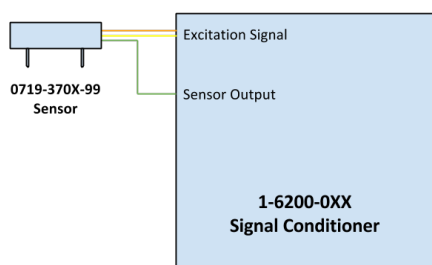 Excitation Signal
0719-370X-99
Sensor
Sensor Output
1-6200-0XX
Signal Conditioner